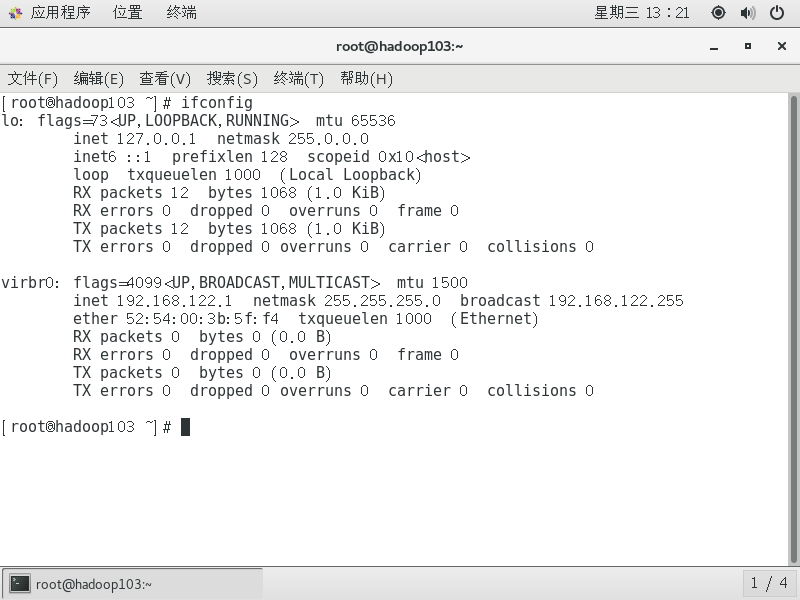 应用程序 位置 终端 星期三 13:21
root@hadoop103:~
文件(F) 编辑(E) 查看(V) 搜索(S) 终端(T) 帮助(H)
[root@hadoop103 ~]# ifconfig
lo: flags=73<UP,LOOPBACK,RUNNING>  mtu 65536
        inet 127.0.0.1  netmask 255.0.0.0
        inet6 ::1  prefixlen 128  scopeid 0x10<host>
        loop  txqueuelen 1000  (Local Loopback)
        RX packets 12  bytes 1068 (1.0 KiB)
        RX errors 0  dropped 0  overruns 0  frame 0
        TX packets 12  bytes 1068 (1.0 KiB)
        TX errors 0  dropped 0 overruns 0  carrier 0  collisions 0
virbr0: flags=4099<UP,BROADCAST,MULTICAST>  mtu 1500
        inet 192.168.122.1  netmask 255.255.255.0  broadcast 192.168.122.255
        ether 52:54:00:3b:5f:f4  txqueuelen 1000  (Ethernet)
        RX packets 0  bytes 0 (0.0 B)
        RX errors 0  dropped 0  overruns 0  frame 0
        TX packets 0  bytes 0 (0.0 B)
        TX errors 0  dropped 0 overruns 0  carrier 0  collisions 0
[root@hadoop103 ~]#
root@hadoop103:~ 1 / 4